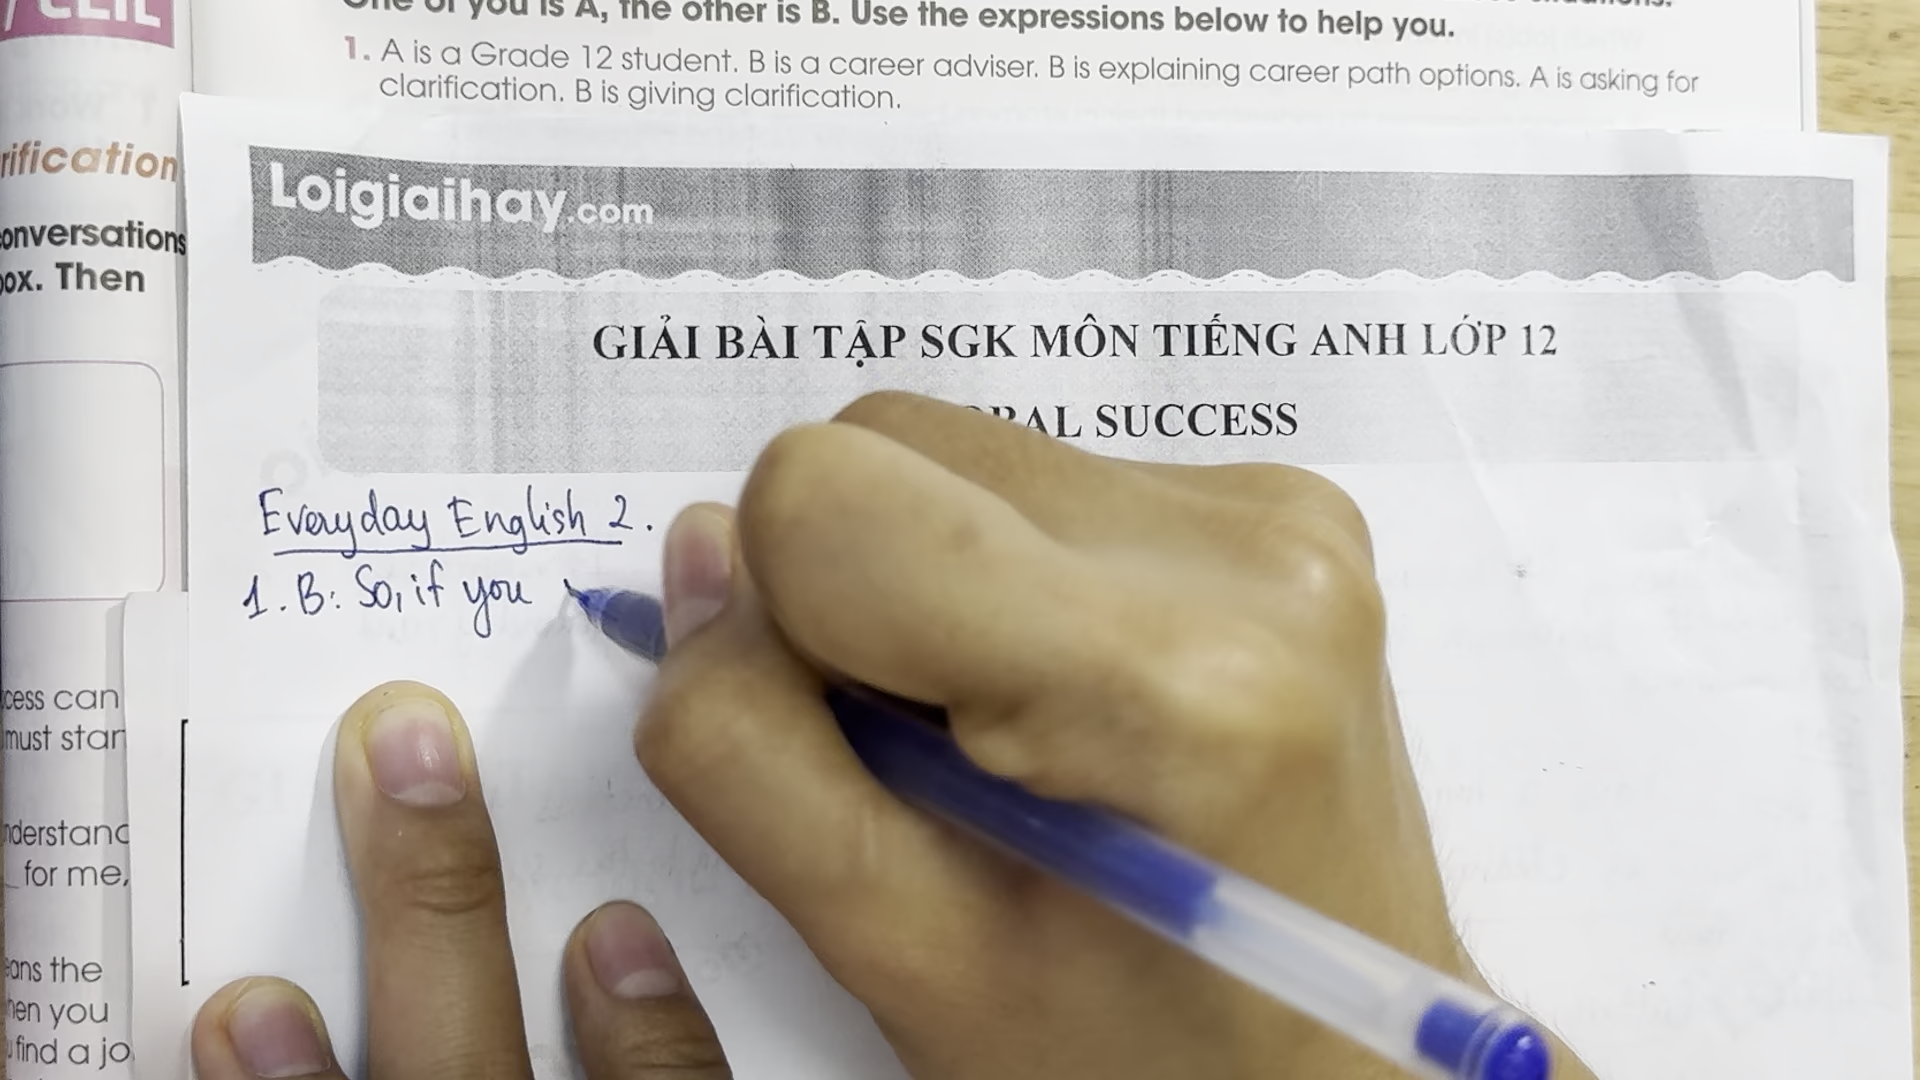 CLIL
One of you is A, the other is B. Use the expressions below to help you.
1. A is a Grade 12 student. B is a career adviser. B is explaining career path options. A is asking for
clarification. B is giving clarification.
rification
onversations
ox. Then
Loigiaihay.com
GIẢI BÀI TẬP SGK MÔN TIẾNG ANH LỚP 12
BAL SUCCESS
Everyday English 2.
1. B: So, if you
cess can
must star
nderstand
_ for me,
eans the
hen you
find a jo